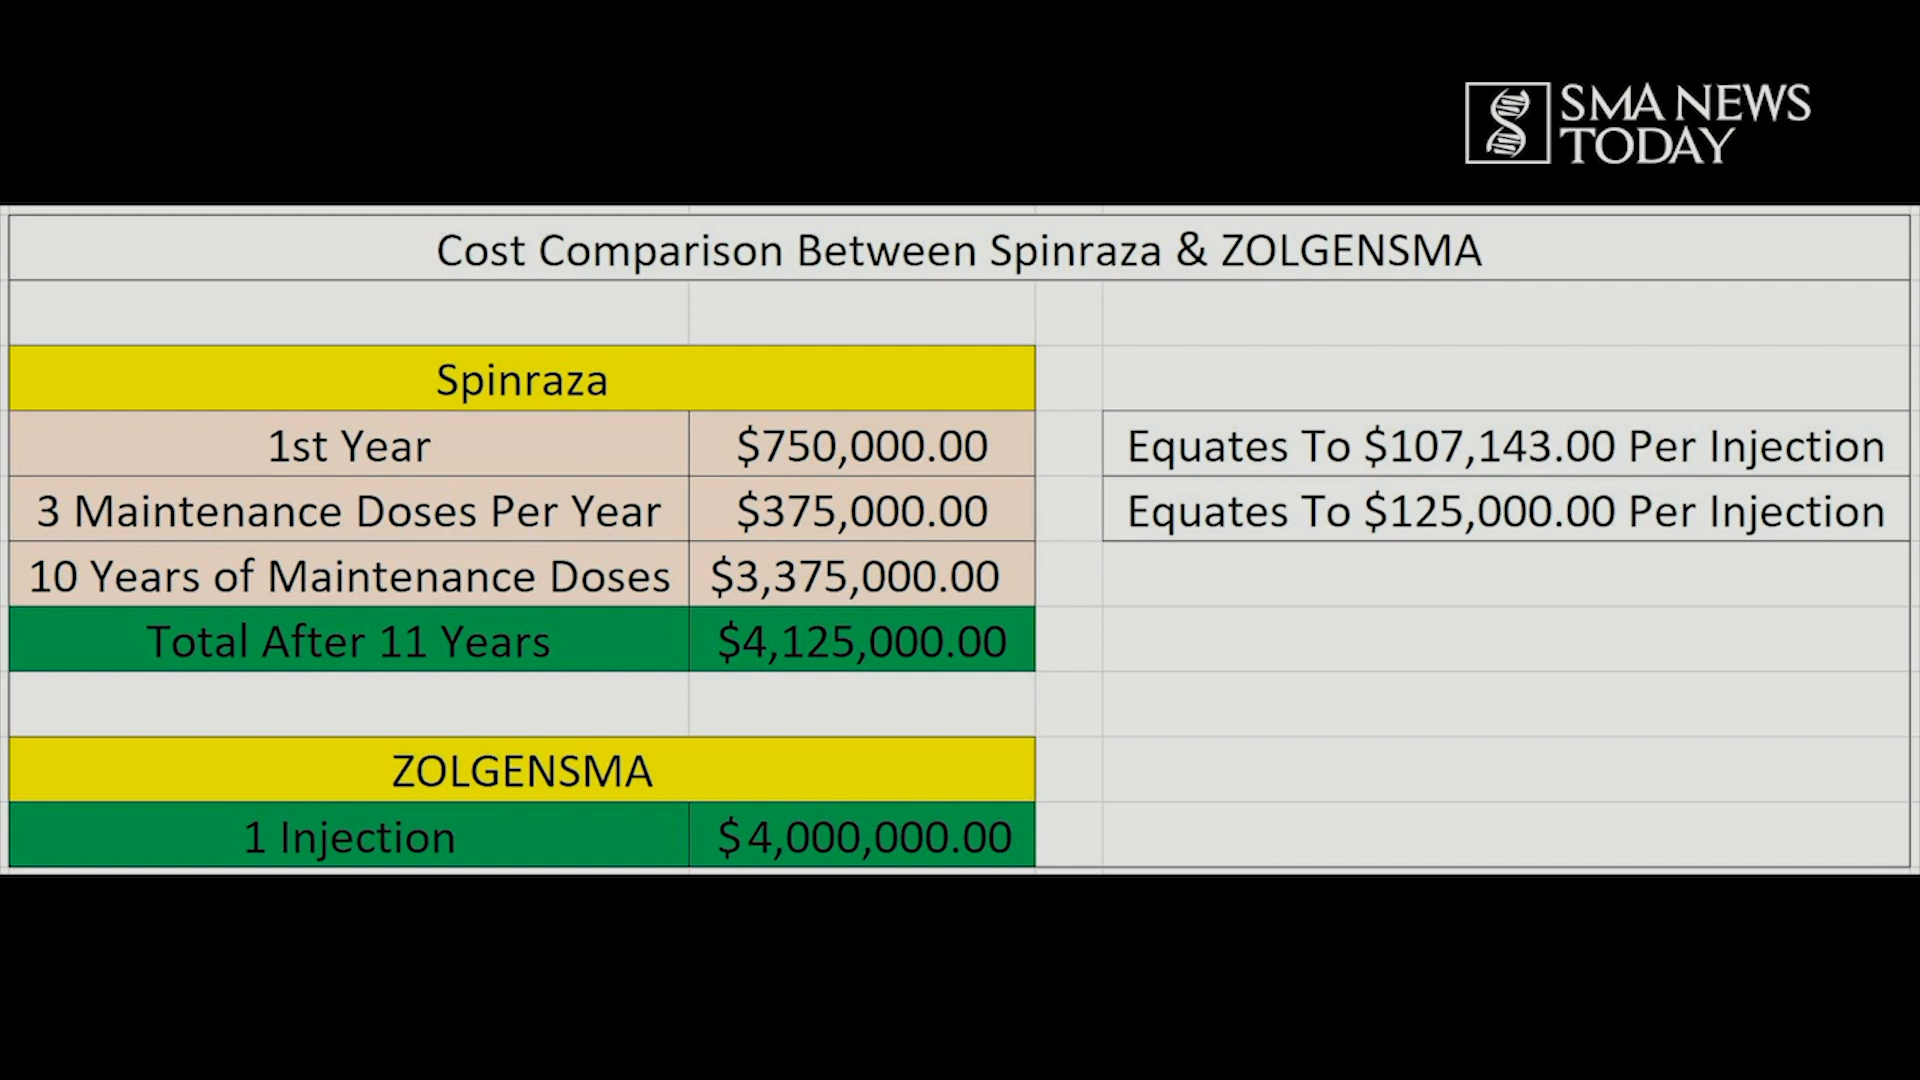 SMA NEWS
TODAY
Cost Comparison Between Spinraza & ZOLGENSMA
Spinraza
1st Year $750,000.00 Equates To $107,143.00 Per Injection
3 Maintenance Doses Per Year $375,000.00 Equates To $125,000.00 Per Injection
10 Years of Maintenance Doses $3,375,000.00
Total After 11 Years $4,125,000.00
ZOLGENSMA
1 Injection $4,000,000.00